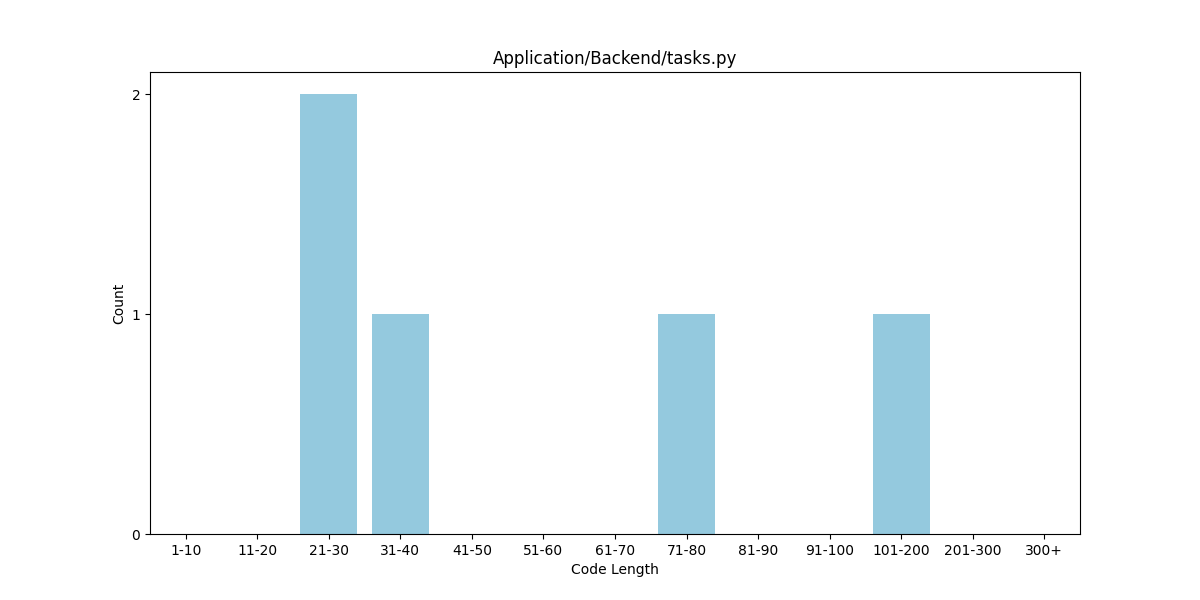 Application/Backend/tasks.py
2
1
0
Count
1-10 11-20 21-30 31-40 41-50 51-60 61-70 71-80 81-90 91-100 101-200 201-300 300+
Code Length